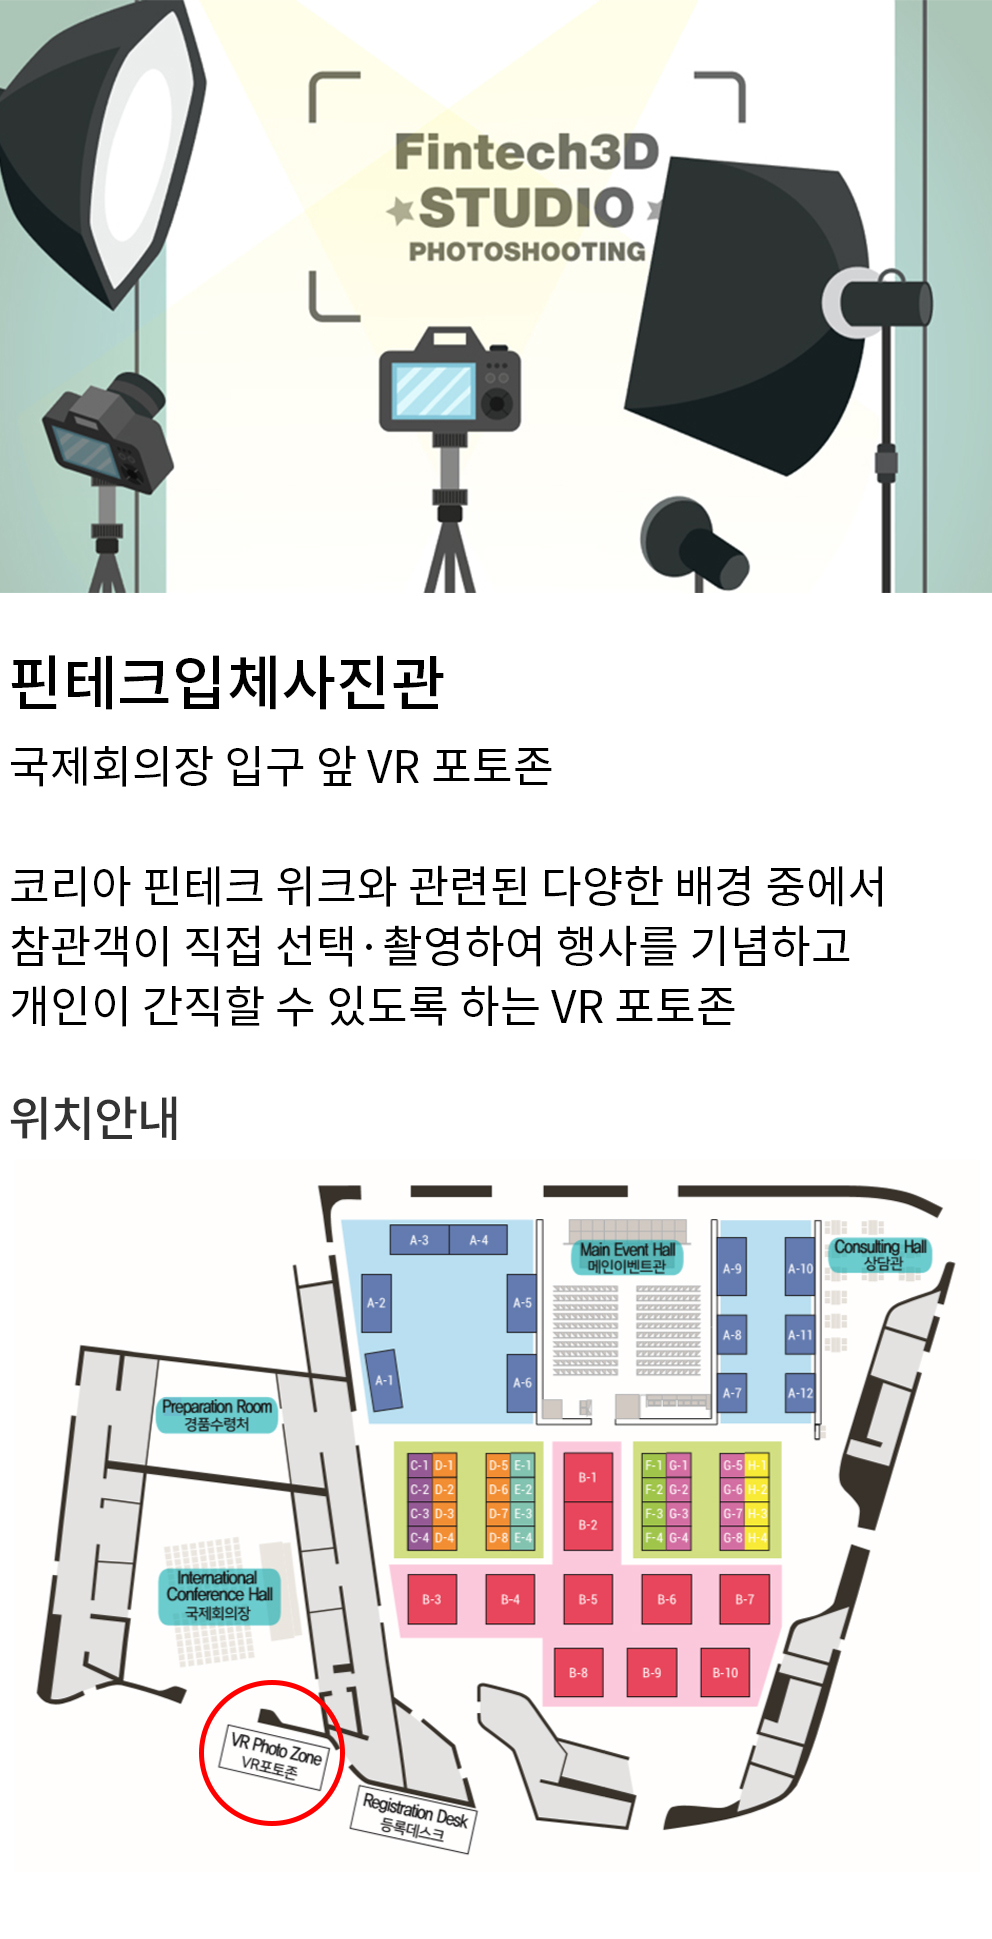 Fintech3D
STUDIO
PHOTOSHOOTING
핀테크입체사진관
국제회의장 입구 앞 VR 포토존
코리아 핀테크 위크와 관련된 다양한 배경 중에서
참관객이 직접 선택·촬영하여 행사를 기념하고
개인이 간직할 수 있도록 하는 VR 포토존
위치안내
A-3 A-4
Main Event Hall
메인이벤트관
Consulting Hall
상담관
A-9 A-10
A-2 A-5
A-8 A-11
A-1 A-6
A-7 A-12
Preparation Room
경품수령처
C-1 D-1 D-5 E-1 B-1 F-1 G-1 G-5 H-1
C-2 D-2 D-6 E-2 F-2 G-2 G-6 H-2
C-3 D-3 D-7 E-3 B-2 F-3 G-3 G-7 H-3
C-4 D-4 D-8 E-4 F-4 G-4 G-8 H-4
International
Conference Hall
국제회의장
B-3 B-4 B-5 B-6 B-7
B-8 B-9 B-10
VR Photo Zone
VR포토존
Registration Desk
등록데스크